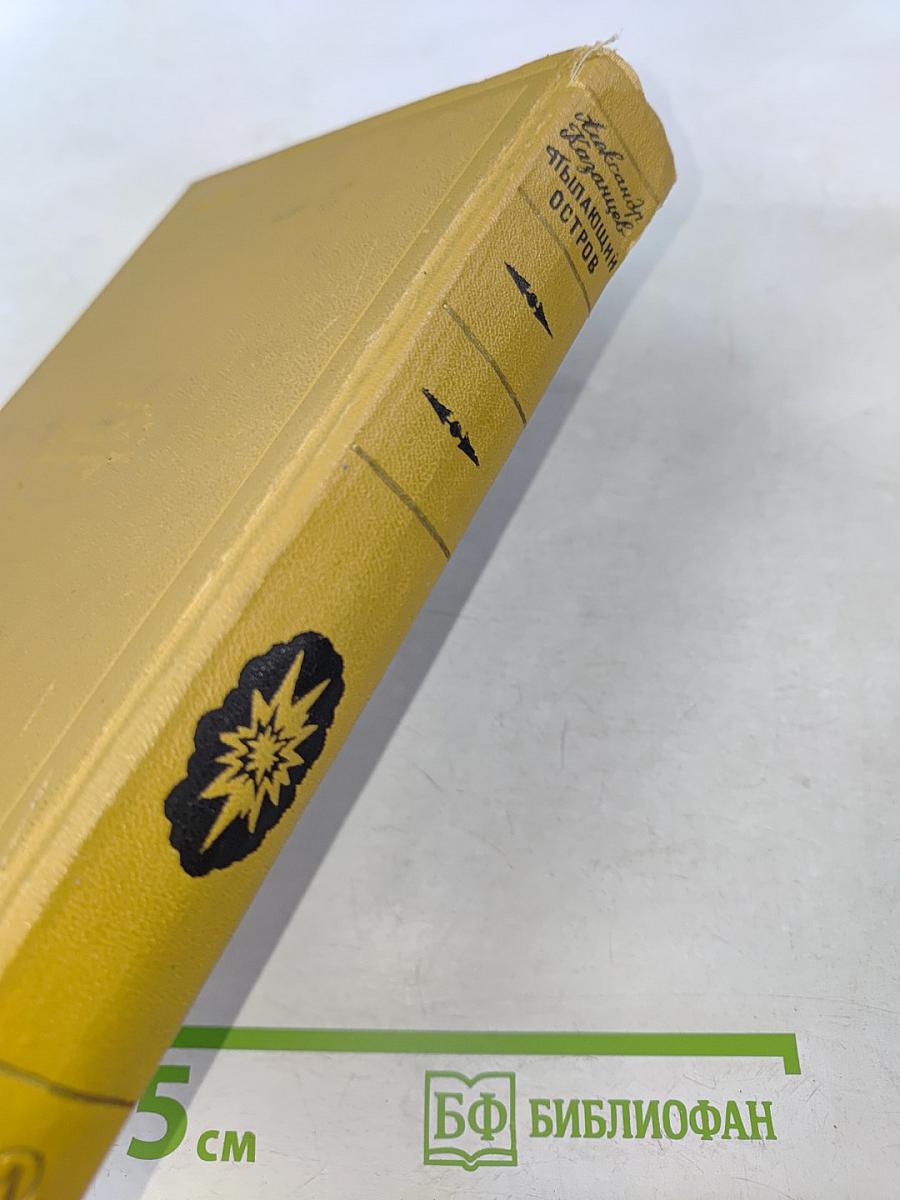 Александр
Казанцев
ПЫЛАЮЩИЙ
ОСТРОВ
5 см
БФ БИБЛИОФАН